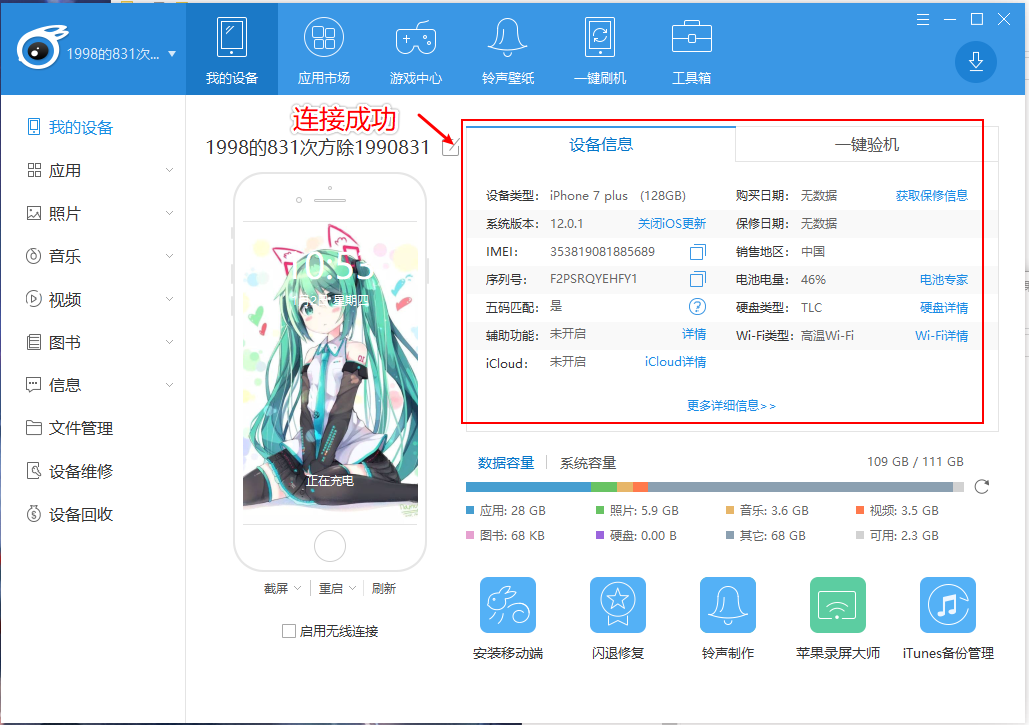 1998的831次...
我的设备
应用市场
游戏中心
铃声壁纸
一键刷机
工具箱
我的设备
应用
照片
音乐
视频
图书
信息
文件管理
设备维修
设备回收
连接成功
1998的831次方除1990831
10:55
星期四
正在充电
截屏
重启
刷新
启用无线连接
设备信息
一键验机
设备类型： iPhone 7 plus (128GB)
购买日期： 无数据 获取保修信息
系统版本： 12.0.1 关闭iOS更新
保修日期： 无数据
IMEI： 353819081885689
销售地区： 中国
序列号： F2PSRQYEHFY1
电池电量： 46% 电池专家
五码匹配： 是 ?
硬盘类型： TLC 硬盘详情
辅助功能： 未开启 详情
Wi-Fi类型： 高温Wi-Fi Wi-Fi详情
iCloud： 未开启 iCloud详情
更多详细信息>>
数据容量 系统容量 109 GB / 111 GB
应用: 28 GB 照片: 5.9 GB 音乐: 3.6 GB 视频: 3.5 GB
图书: 68 KB 硬盘: 0.00 B 其它: 68 GB 可用: 2.3 GB
安装移动端
闪退修复
铃声制作
苹果录屏大师
iTunes备份管理